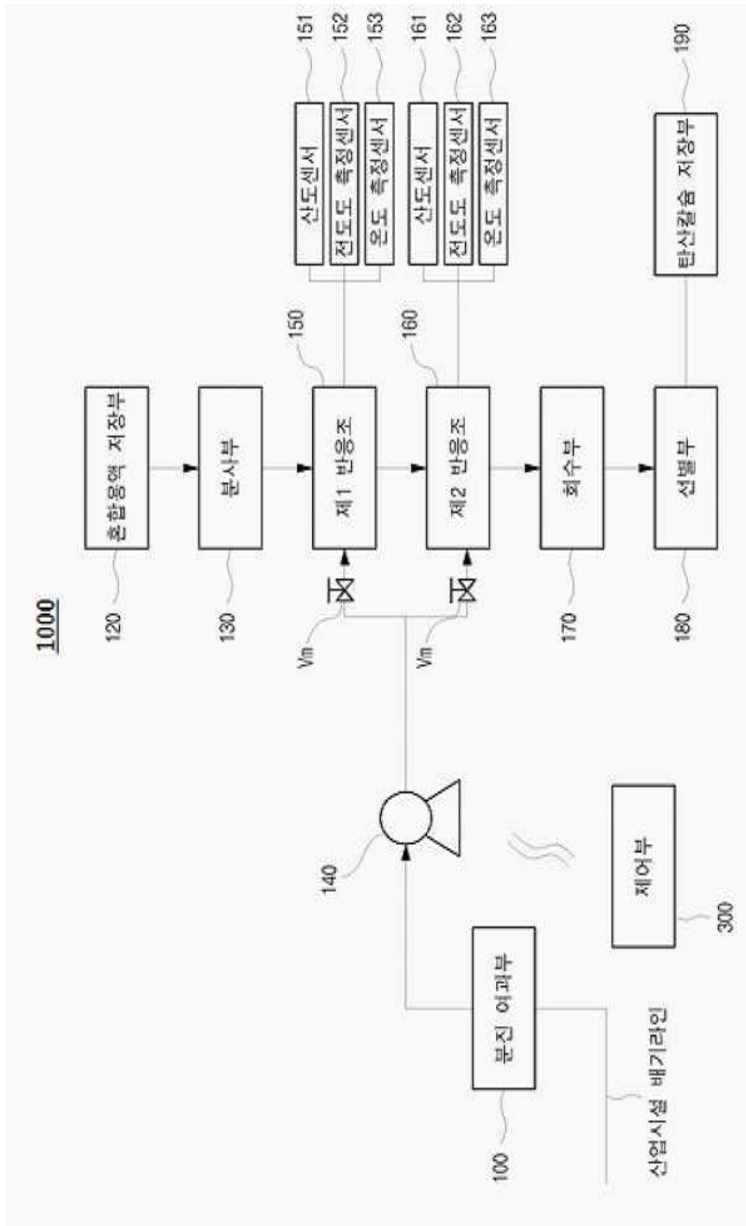 1000
혼합용액 저장부
120
분사부
130
제1 반응조
150
산도센서
151
전도도 측정센서
152
온도 측정센서
153
Vm
제2 반응조
160
산도센서
161
전도도 측정센서
162
온도 측정센서
163
Vm
회수부
170
선별부
180
탄산칼슘 저장부
190
140
분진 여과부
100
제어부
300
산업시설 배기라인